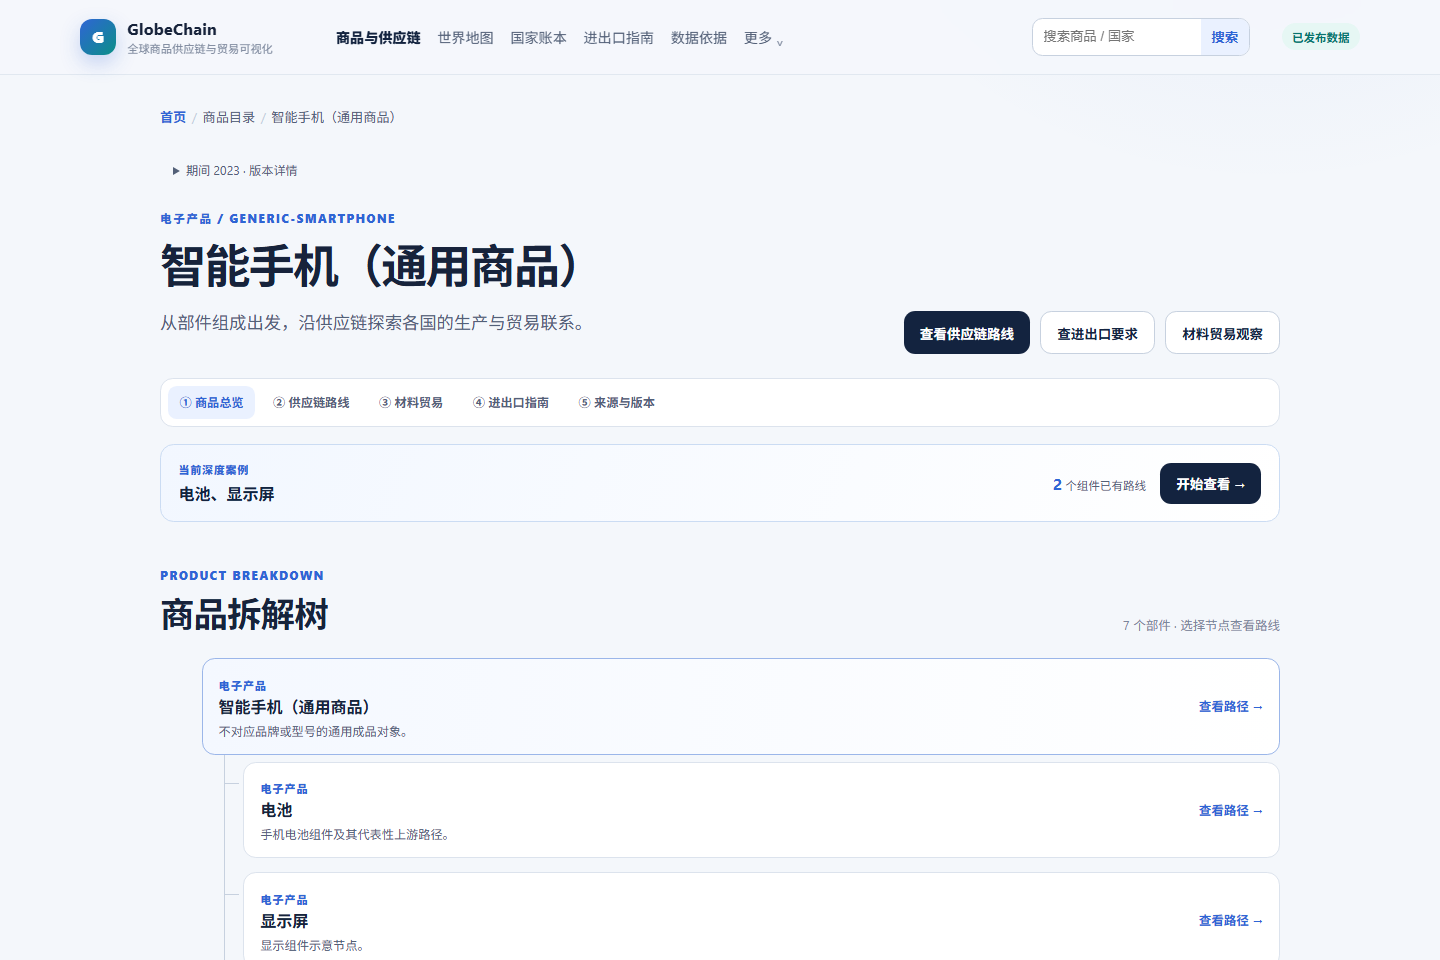 G
GlobeChain
全球商品供应链与贸易可视化
商品与供应链
世界地图
国家账本
进出口指南
数据依据
更多
搜索商品 / 国家
搜索
已发布数据
首页 / 商品目录 / 智能手机（通用商品）
▶ 期间 2023 · 版本详情
电子产品 / GENERIC-SMARTPHONE
智能手机（通用商品）
从部件组成出发，沿供应链探索各国的生产与贸易联系。
查看供应链路线
查进出口要求
材料贸易观察
① 商品总览
② 供应链路线
③ 材料贸易
④ 进出口指南
⑤ 来源与版本
当前深度案例
电池、显示屏
2 个组件已有路线
开始查看 →
PRODUCT BREAKDOWN
商品拆解树
7 个部件 · 选择节点查看路线
电子产品
智能手机（通用商品）
不对应品牌或型号的通用成品对象。
查看路径 →
电子产品
电池
手机电池组件及其代表性上游路径。
查看路径 →
电子产品
显示屏
显示组件示意节点。
查看路径 →